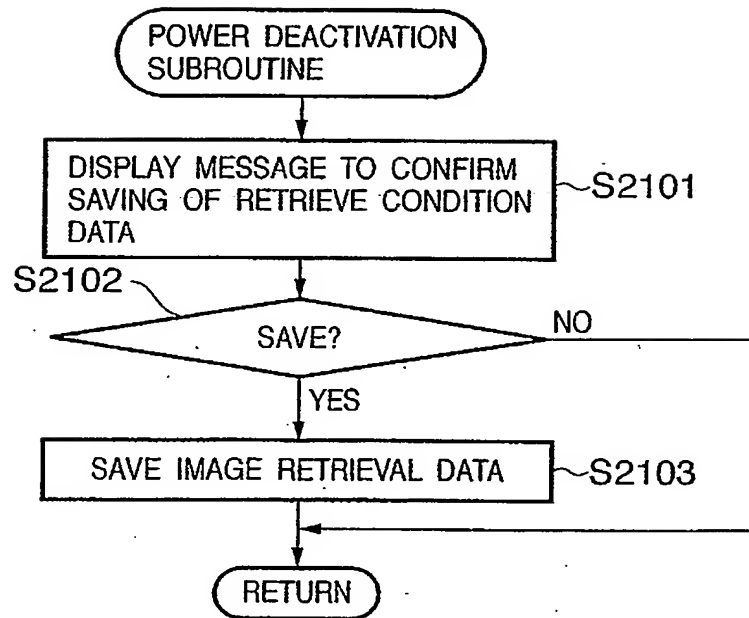 POWER DEACTIVATION
SUBROUTINE
DISPLAY MESSAGE TO CONFIRM
SAVING OF RETRIEVE CONDITION
DATA
S2101
S2102
SAVE?
NO
YES
SAVE IMAGE RETRIEVAL DATA
S2103
RETURN